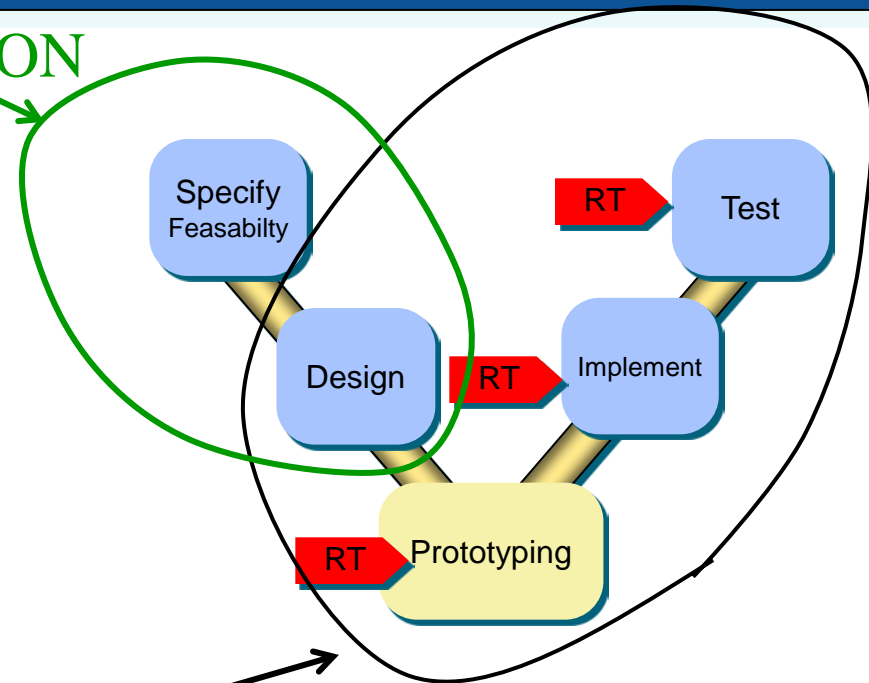 ON
Specify
Feasabilty
RT
Test
Design
RT
Implement
RT
Prototyping